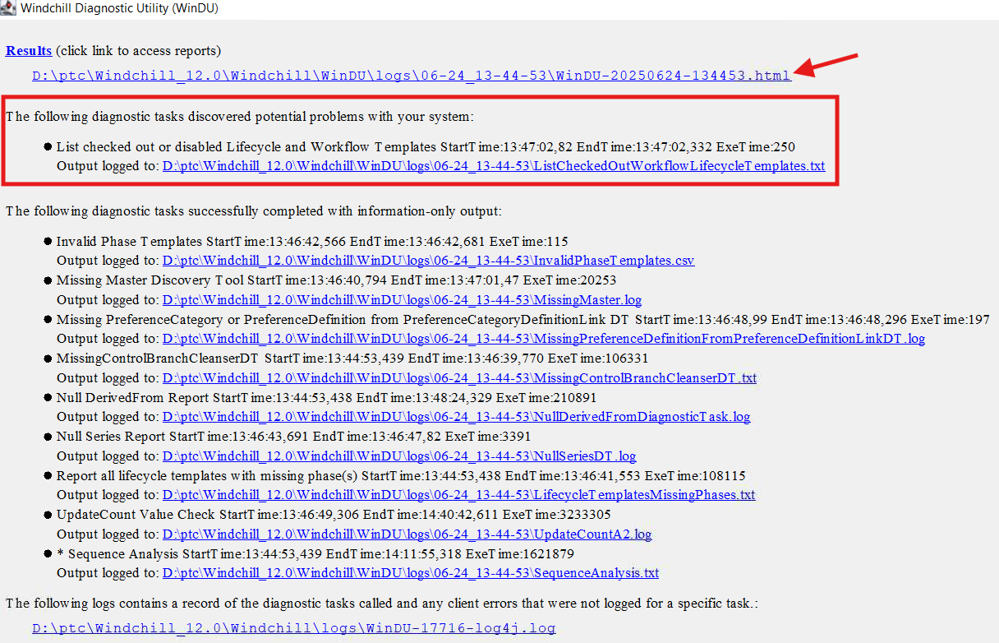 Windchill Diagnostic Utility (WinDU)
Results (click link to access reports)
D:\ptc\Windchill_12.0\Windchill\WinDU\logs\06-24_13-44-53\WinDU-20250624-134453.html
The following diagnostic tasks discovered potential problems with your system:
● List checked out or disabled Lifecycle and Workflow Templates StartTime:13:47:02,82 EndTime:13:47:02,332 ExeTime:250
Output logged to: D:\ptc\Windchill_12.0\Windchill\WinDU\logs\06-24_13-44-53\ListCheckedOutWorkflowLifecycleTemplates.txt
The following diagnostic tasks successfully completed with information-only output:
● Invalid Phase Templates StartTime:13:46:42,566 EndTime:13:46:42,681 ExeTime:115
Output logged to: D:\ptc\Windchill_12.0\Windchill\WinDU\logs\06-24_13-44-53\InvalidPhaseTemplates.csv
● Missing Master Discovery Tool StartTime:13:46:40,794 EndTime:13:47:01,47 ExeTime:20253
Output logged to: D:\ptc\Windchill_12.0\Windchill\WinDU\logs\06-24_13-44-53\MissingMaster.log
● Missing PreferenceCategory or PreferenceDefinition from PreferenceCategoryDefinitionLink DT StartTime:13:46:48,99 EndTime:13:46:48,296 ExeTime:197
Output logged to: D:\ptc\Windchill_12.0\Windchill\WinDU\logs\06-24_13-44-53\MissingPreferenceDefinitionFromPreferenceDefinitionLinkDT.log
● MissingControlBranchCleanserDT StartTime:13:44:53,439 EndTime:13:46:39,770 ExeTime:106331
Output logged to: D:\ptc\Windchill_12.0\Windchill\WinDU\logs\06-24_13-44-53\MissingControlBranchCleanserDT.txt
● Null DerivedFrom Report StartTime:13:44:53,438 EndTime:13:48:24,329 ExeTime:210891
Output logged to: D:\ptc\Windchill_12.0\Windchill\WinDU\logs\06-24_13-44-53\NullDerivedFromDiagnosticTask.log
● Null Series Report StartTime:13:46:43,691 EndTime:13:46:47,82 ExeTime:3391
Output logged to: D:\ptc\Windchill_12.0\Windchill\WinDU\logs\06-24_13-44-53\NullSeriesDT.log
● Report all lifecycle templates with missing phase(s) StartTime:13:44:53,438 EndTime:13:46:41,553 ExeTime:108115
Output logged to: D:\ptc\Windchill_12.0\Windchill\WinDU\logs\06-24_13-44-53\LifecycleTemplatesMissingPhases.txt
● UpdateCount Value Check StartTime:13:46:49,306 EndTime:14:40:42,611 ExeTime:3233305
Output logged to: D:\ptc\Windchill_12.0\Windchill\WinDU\logs\06-24_13-44-53\UpdateCountA2.log
● * Sequence Analysis StartTime:13:44:53,439 EndTime:14:11:55,318 ExeTime:1621879
Output logged to: D:\ptc\Windchill_12.0\Windchill\WinDU\logs\06-24_13-44-53\SequenceAnalysis.txt
The following logs contains a record of the diagnostic tasks called and any client errors that were not logged for a specific task.:
D:\ptc\Windchill_12.0\Windchill\logs\WinDU-17716-log4j.log